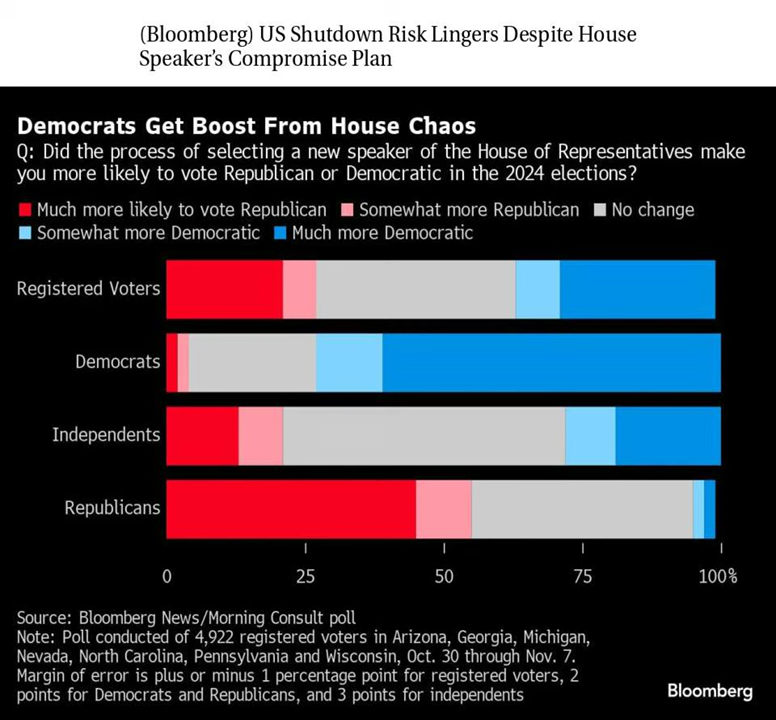 (Bloomberg) US Shutdown Risk Lingers Despite House
Speaker’s Compromise Plan
Democrats Get Boost From House Chaos
Q: Did the process of selecting a new speaker of the House of Representatives make
you more likely to vote Republican or Democratic in the 2024 elections?
Much more likely to vote Republican Somewhat more Republican No change
Somewhat more Democratic Much more Democratic
Registered Voters
Democrats
Independents
Republicans
0 25 50 75 100%
Source: Bloomberg News/Morning Consult poll
Note: Poll conducted of 4,922 registered voters in Arizona, Georgia, Michigan,
Nevada, North Carolina, Pennsylvania and Wisconsin, Oct. 30 through Nov. 7.
Margin of error is plus or minus 1 percentage point for registered voters, 2
points for Democrats and Republicans, and 3 points for independents
Bloomberg